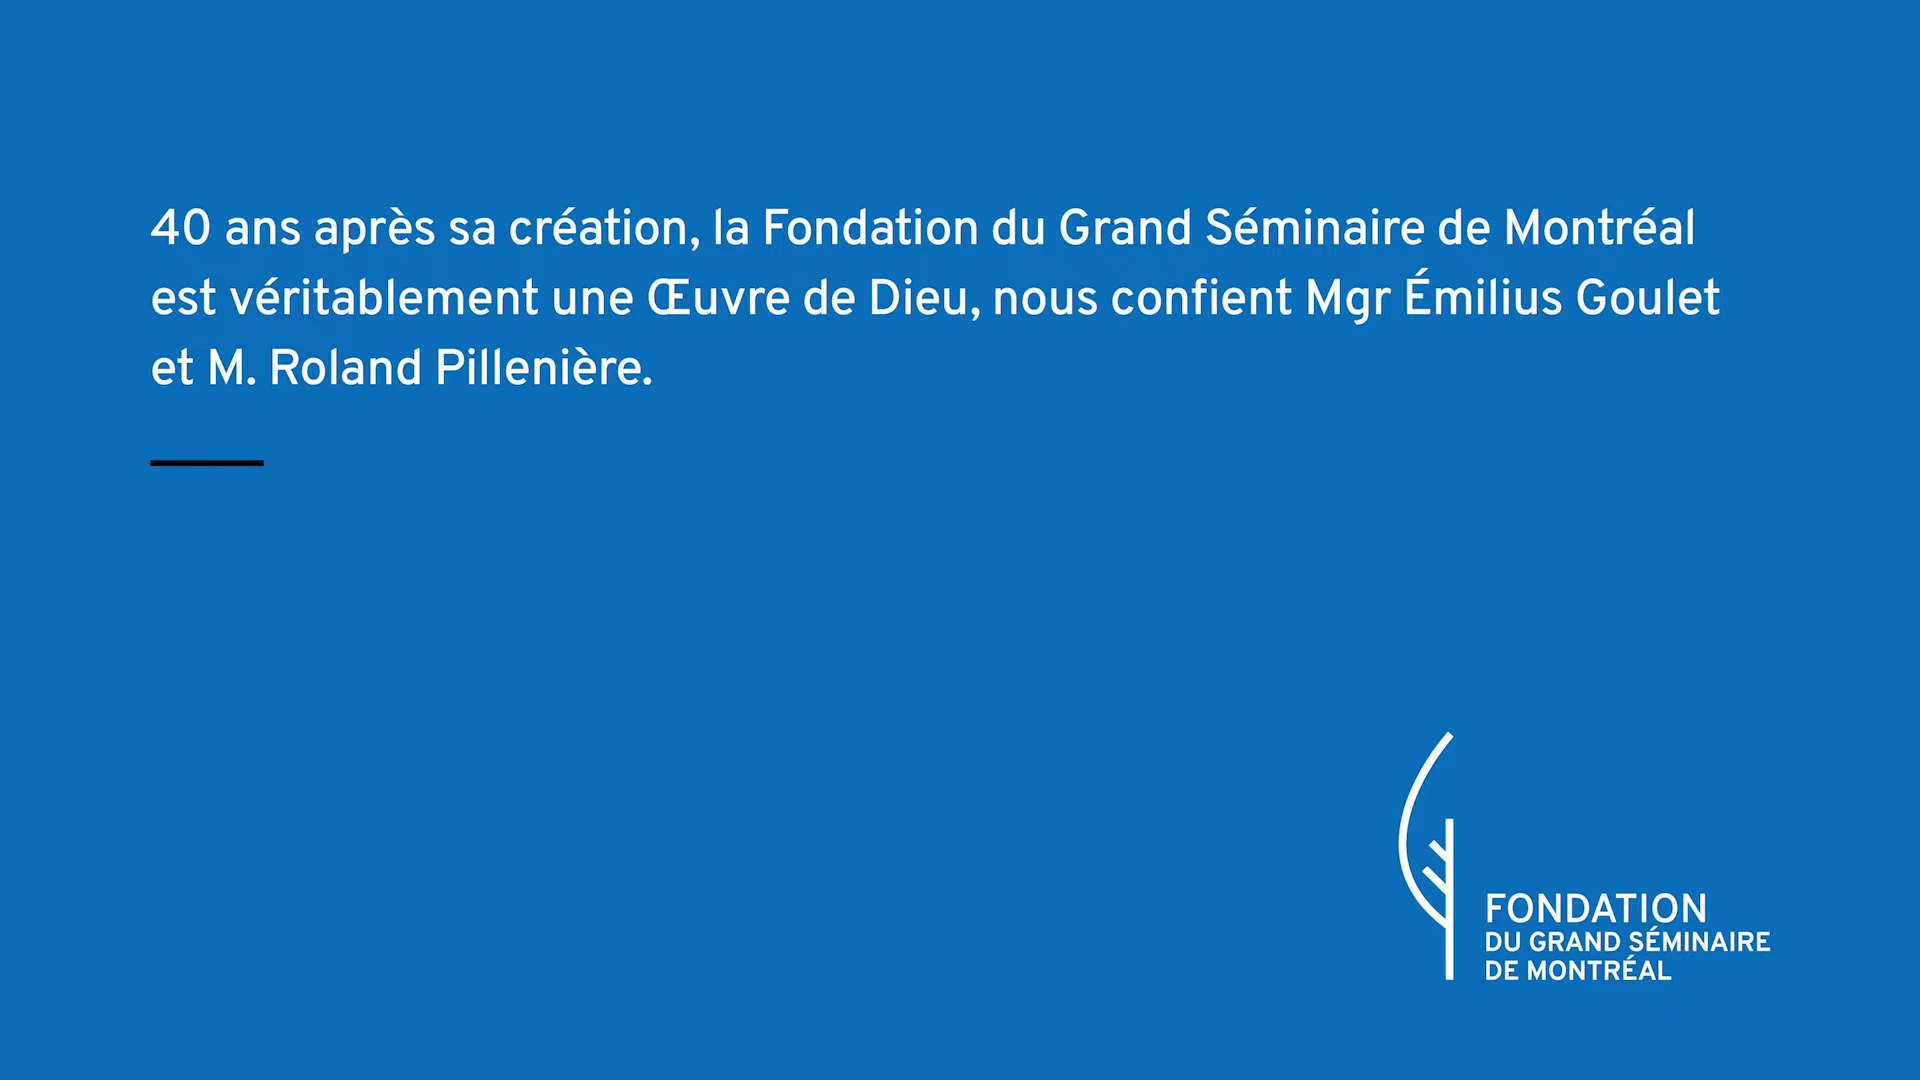 40 ans après sa création, la Fondation du Grand Séminaire de Montréal
est véritablement une Œuvre de Dieu, nous confient Mgr Émilius Goulet
et M. Roland Pillenière.
FONDATION
DU GRAND SÉMINAIRE
DE MONTRÉAL